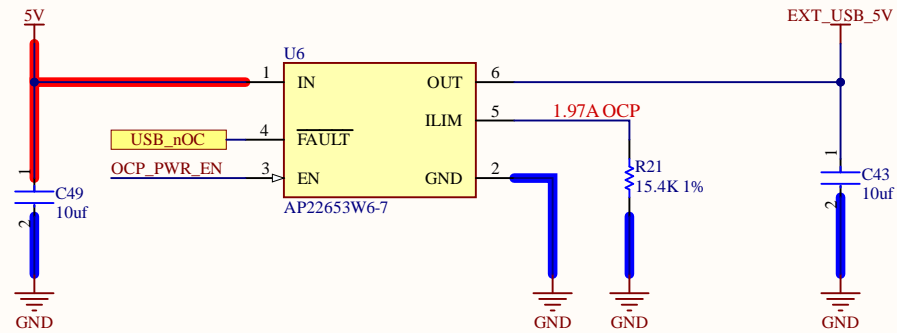 5V
EXT_USB_5V
U6
1
IN
OUT
6
ILIM
5
1.97A OCP
USB_nOC
4
FAULT
OCP_PWR_EN
3
EN
GND
2
AP22653W6-7
1
C49
10uf
2
R21
15.4K 1%
1
C43
10uf
2
GND
GND
GND
GND